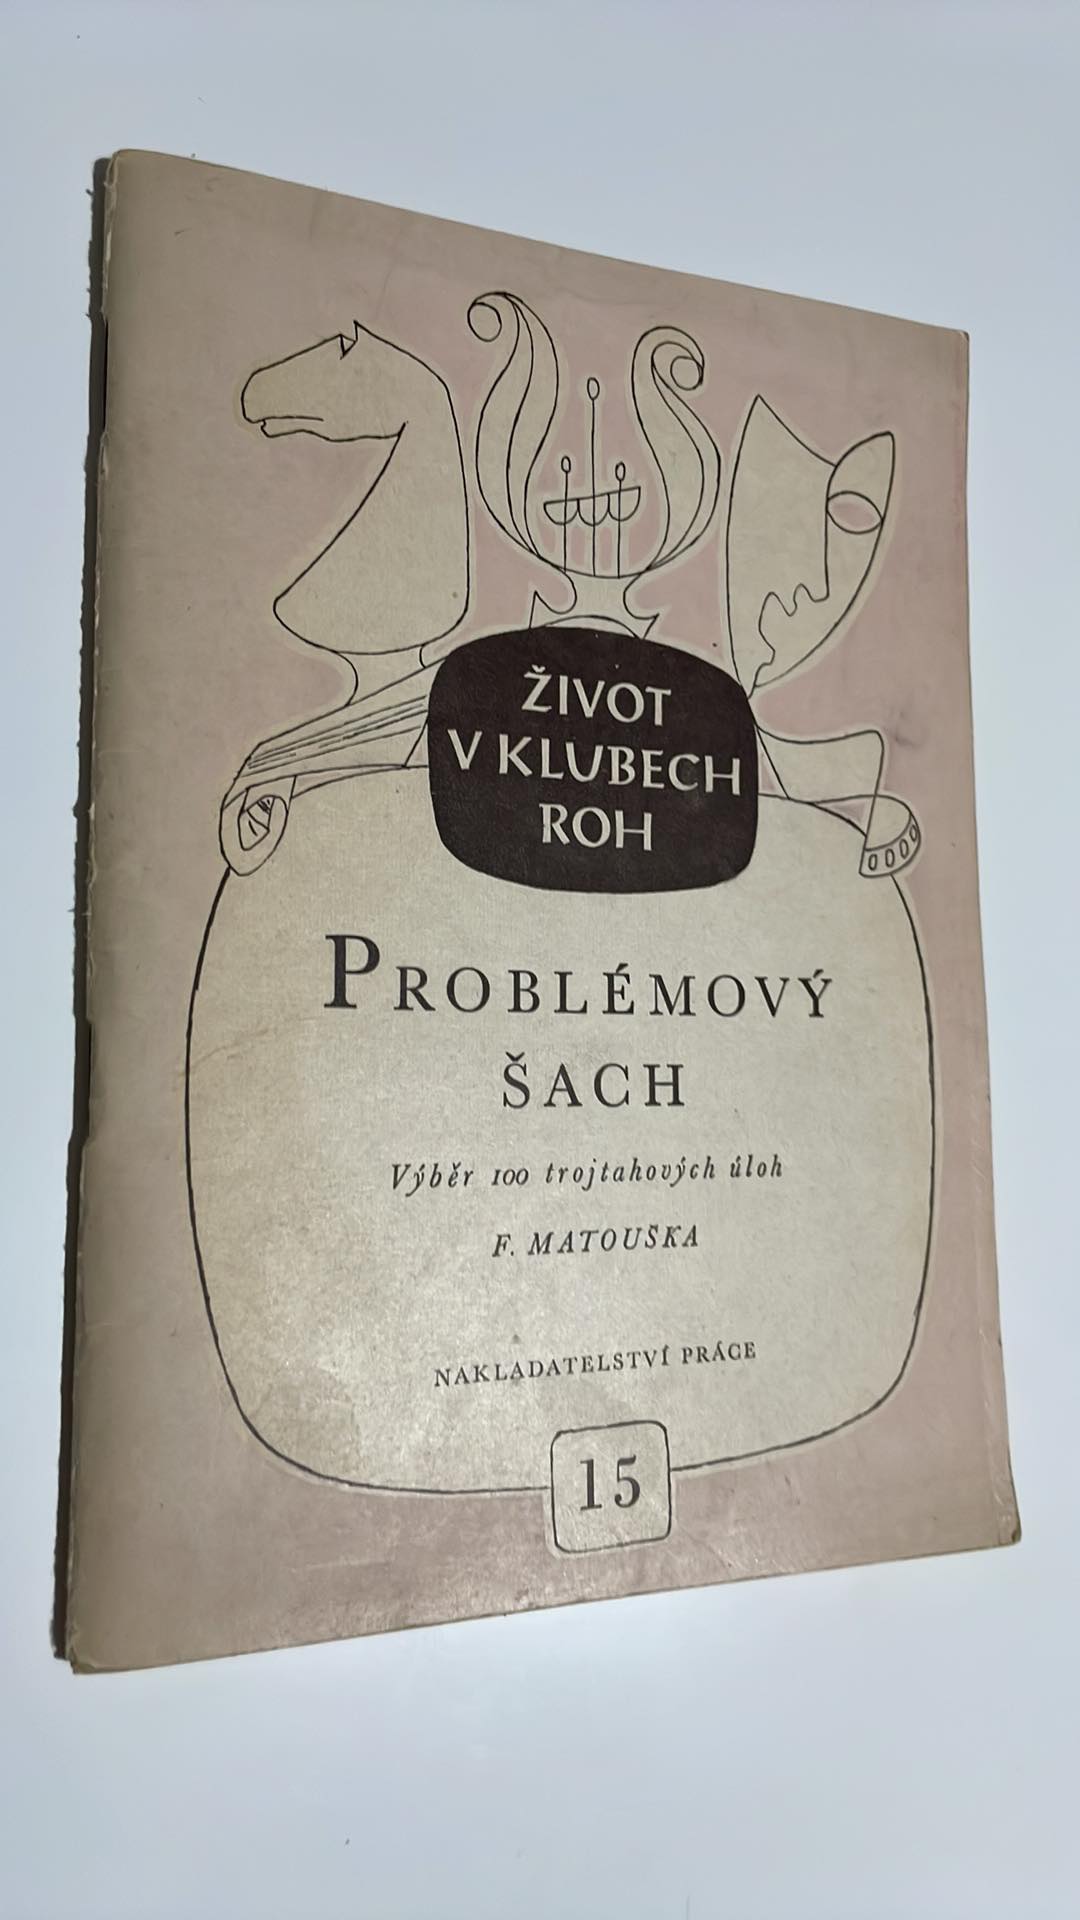 ŽIVOT
V KLUBECH
ROH
PROBLÉMOVÝ
ŠACH
Výběr 100 trojtahových úloh
F. MATOUŠKA
NAKLADATELSTVÍ PRÁCE
15